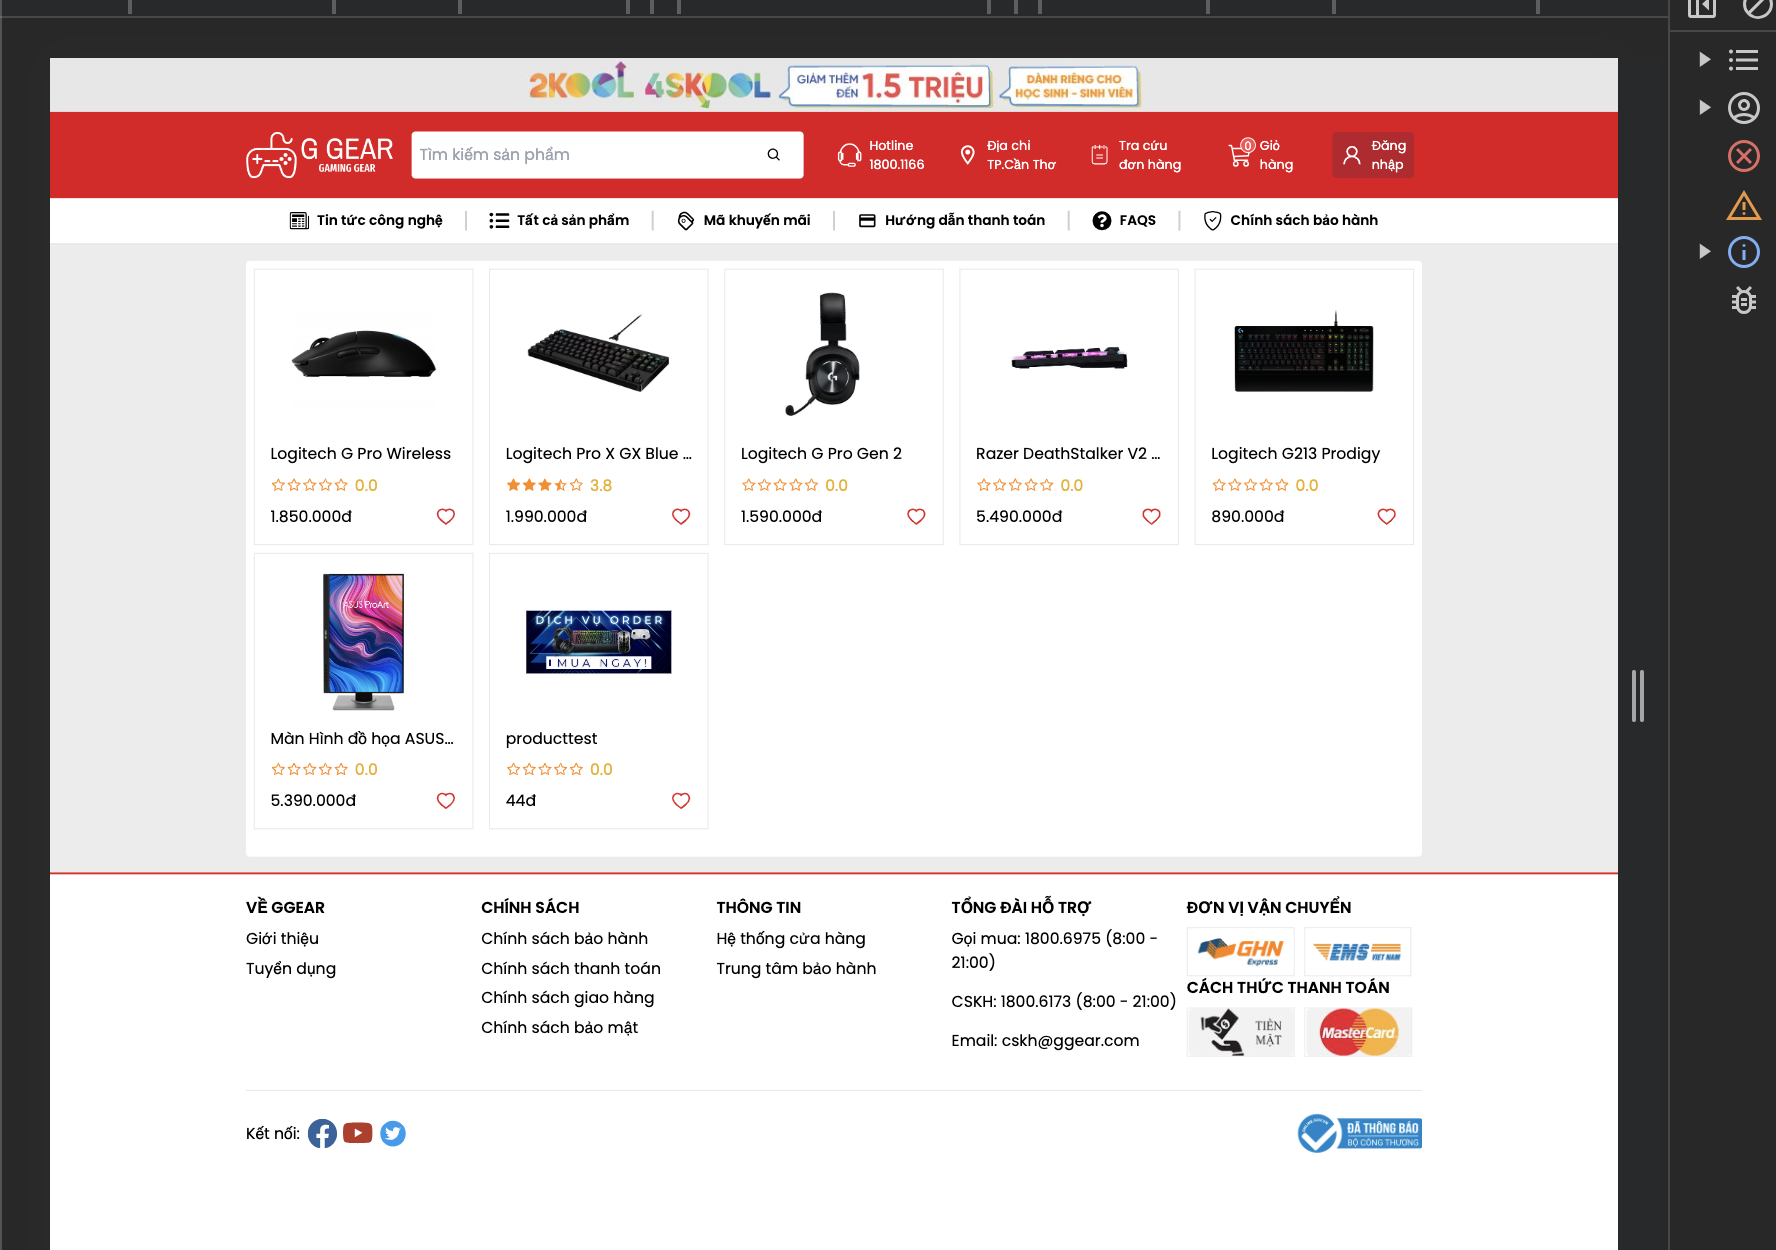 2KOOL 4SKOOL GIẢM THÊM ĐẾN 1.5 TRIỆU DÀNH RIÊNG CHO HỌC SINH - SINH VIÊN
G GEAR
GAMING GEAR
Tìm kiếm sản phẩm
Hotline
1800.1166
Địa chỉ
TP.Cần Thơ
Tra cứu
đơn hàng
0
Giỏ
hàng
Đăng
nhập
Tin tức công nghệ
Tất cả sản phẩm
Mã khuyến mãi
Hướng dẫn thanh toán
FAQS
Chính sách bảo hành
Logitech G Pro Wireless
0.0
1.850.000đ
Logitech Pro X GX Blue ...
3.8
1.990.000đ
Logitech G Pro Gen 2
0.0
1.590.000đ
Razer DeathStalker V2 ...
0.0
5.490.000đ
Logitech G213 Prodigy
0.0
890.000đ
ASUS ProArt
Màn Hình đồ họa ASUS...
0.0
5.390.000đ
DỊCH VỤ ORDER
MUA NGAY!
producttest
0.0
44đ
VỀ GGEAR
Giới thiệu
Tuyển dụng
CHÍNH SÁCH
Chính sách bảo hành
Chính sách thanh toán
Chính sách giao hàng
Chính sách bảo mật
THÔNG TIN
Hệ thống cửa hàng
Trung tâm bảo hành
TỔNG ĐÀI HỖ TRỢ
Gọi mua: 1800.6975 (8:00 -
21:00)
CSKH: 1800.6173 (8:00 - 21:00)
Email: cskh@ggear.com
ĐƠN VỊ VẬN CHUYỂN
GHN
Express
EMS
VIET NAM
CÁCH THỨC THANH TOÁN
TIỀN
MẶT
MasterCard
Kết nối:
ĐÃ THÔNG BÁO
BỘ CÔNG THƯƠNG